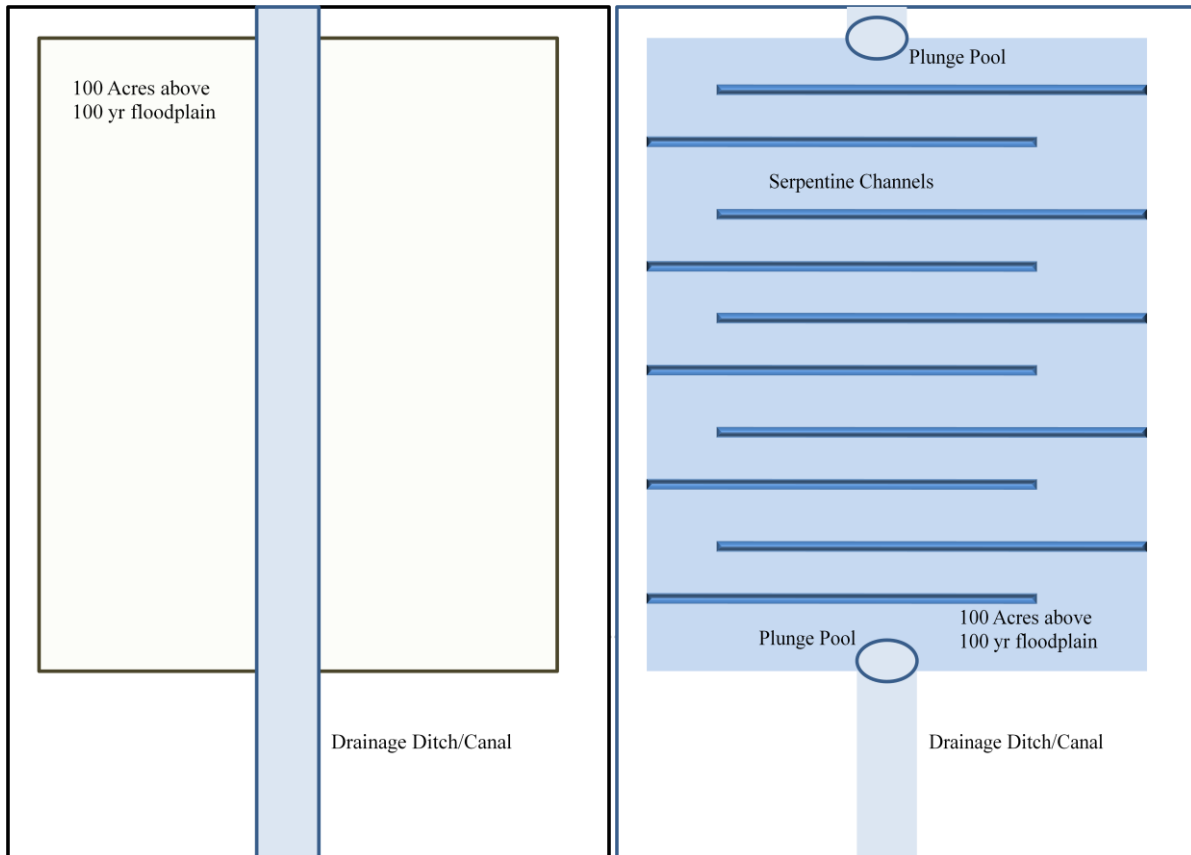 100 Acres above
100 yr floodplain
Drainage Ditch/Canal
Plunge Pool
Serpentine Channels
100 Acres above
100 yr floodplain
Plunge Pool
Drainage Ditch/Canal